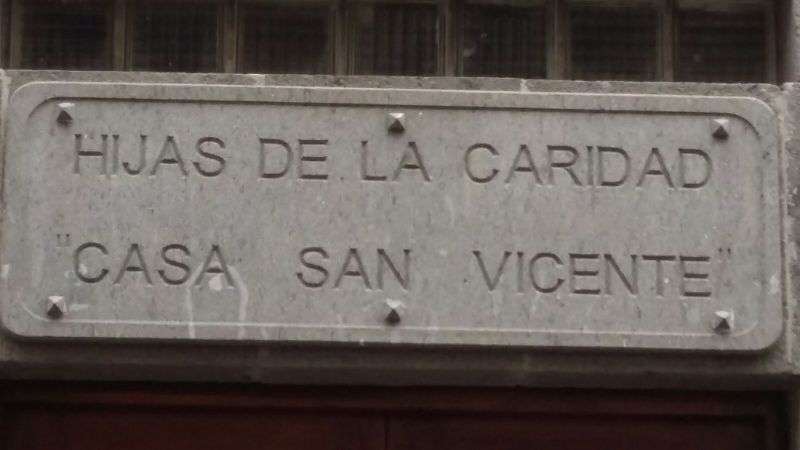 HIJAS DE LA CARIDAD
"CASA SAN VICENTE"